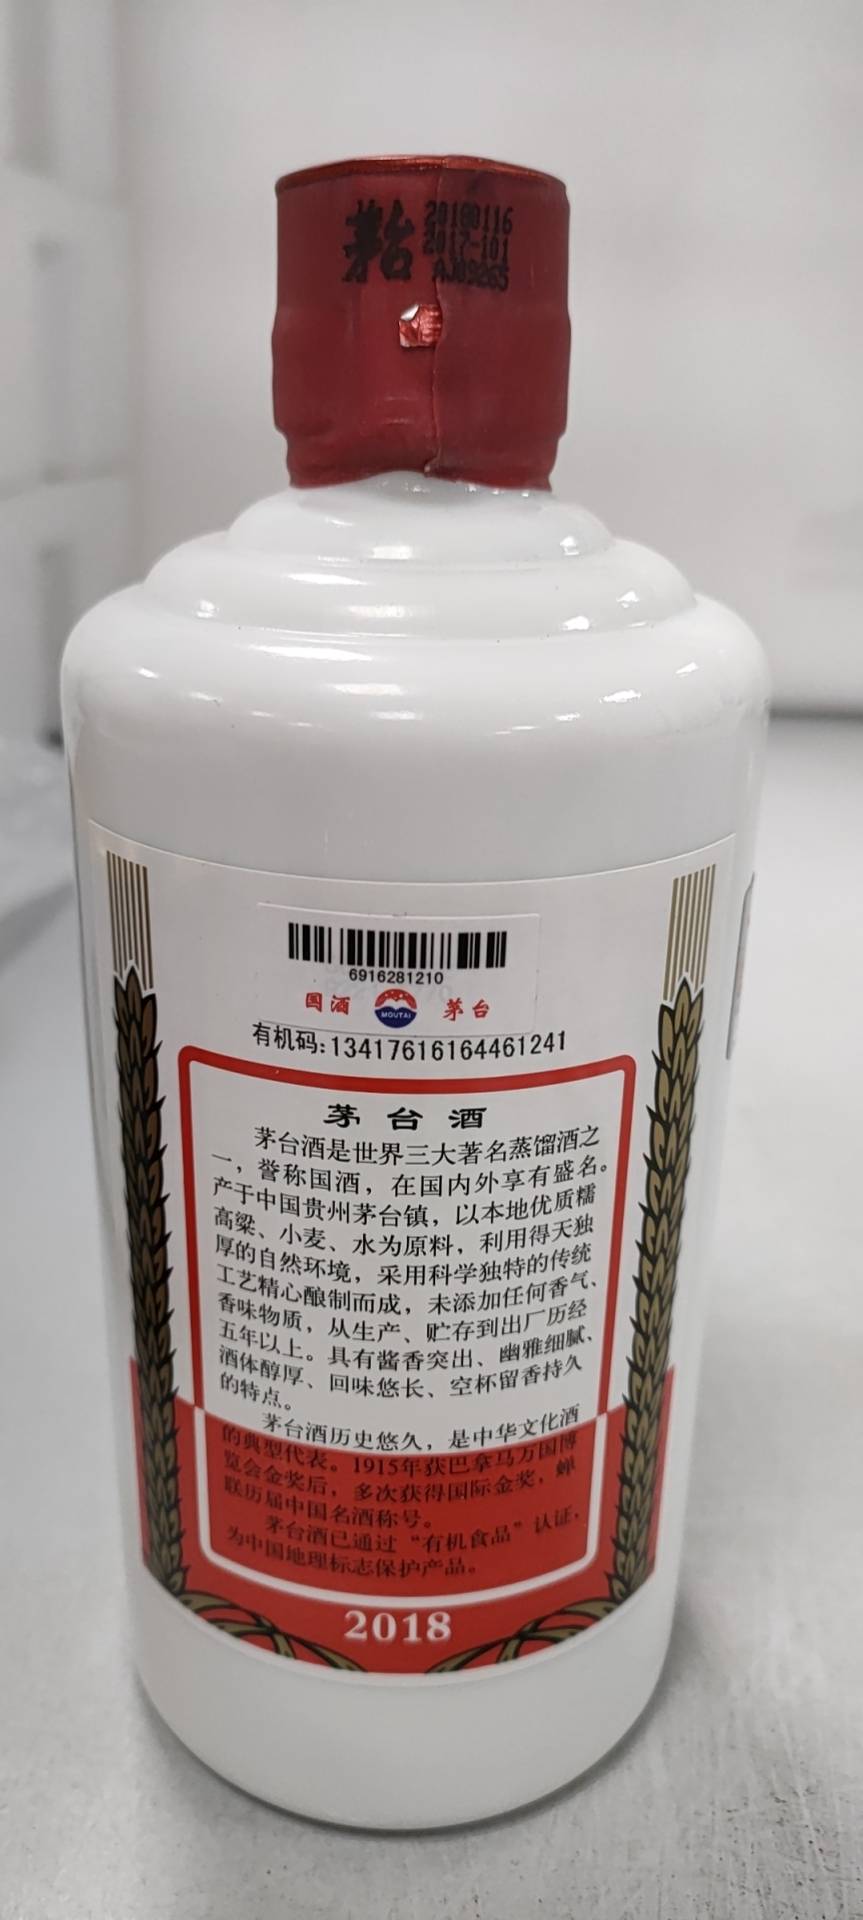 茅台
20180116
2017-101
AJ09265
6916281210
国酒 MOUTAI 茅台
有机码:13417616164461241
茅台酒
茅台酒是世界三大著名蒸馏酒之
一，誉称国酒，在国内外享有盛名。
产于中国贵州茅台镇，以本地优质糯
高粱、小麦、水为原料，利用得天独
厚的自然环境，采用科学独特的传统
工艺精心酿制而成，未添加任何香气、
香味物质，从生产、贮存到出厂历经
五年以上。具有酱香突出、幽雅细腻、
酒体醇厚、回味悠长、空杯留香持久
的特点。
茅台酒历史悠久，是中华文化酒
的典型代表。1915年获巴拿马万国博
览会金奖后，多次获得国际金奖，蝉
联历届中国名酒称号。
茅台酒已通过“有机食品”认证，
为中国地理标志保护产品。
2018